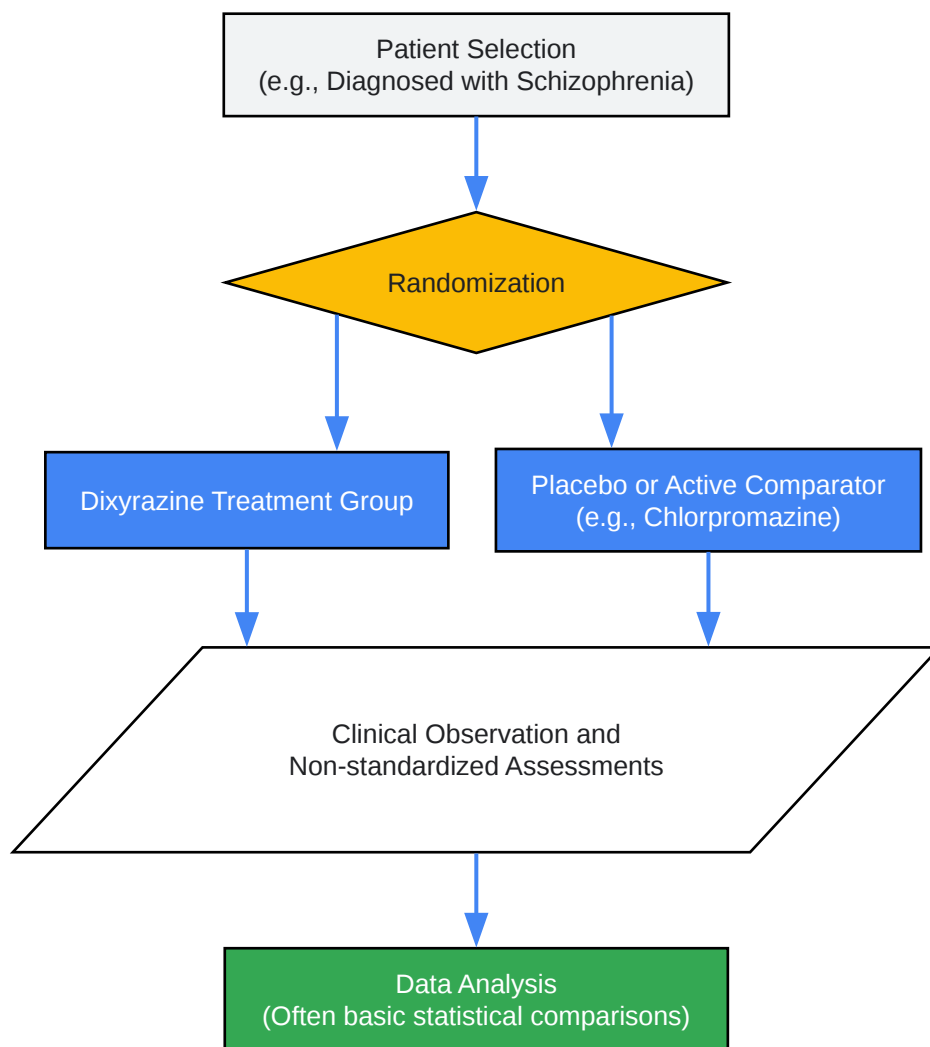 Patient Selection
(e.g., Diagnosed with Schizophrenia)
Randomization
Dixyrazine Treatment Group
Placebo or Active Comparator
(e.g., Chlorpromazine)
Clinical Observation and
Non-standardized Assessments
Data Analysis
(Often basic statistical comparisons)